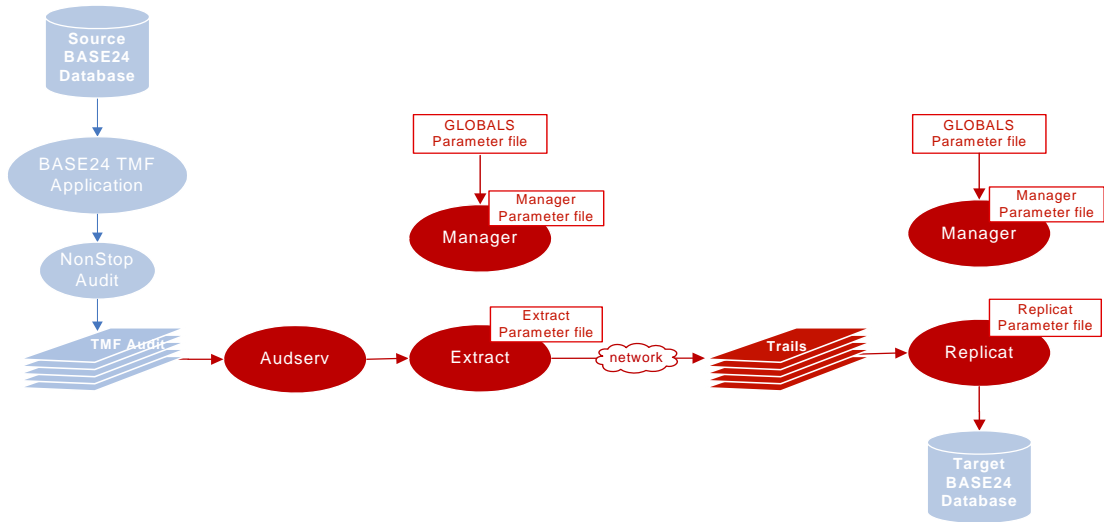 Source
BASE24
Database
BASE24 TMF
Application
NonStop
Audit
TMF Audit
Audserv
GLOBALS
Parameter file
Manager
Parameter file
Manager
Extract
Parameter file
Extract
network
Trails
GLOBALS
Parameter file
Manager
Parameter file
Manager
Replicat
Parameter file
Replicat
Target
BASE24
Database